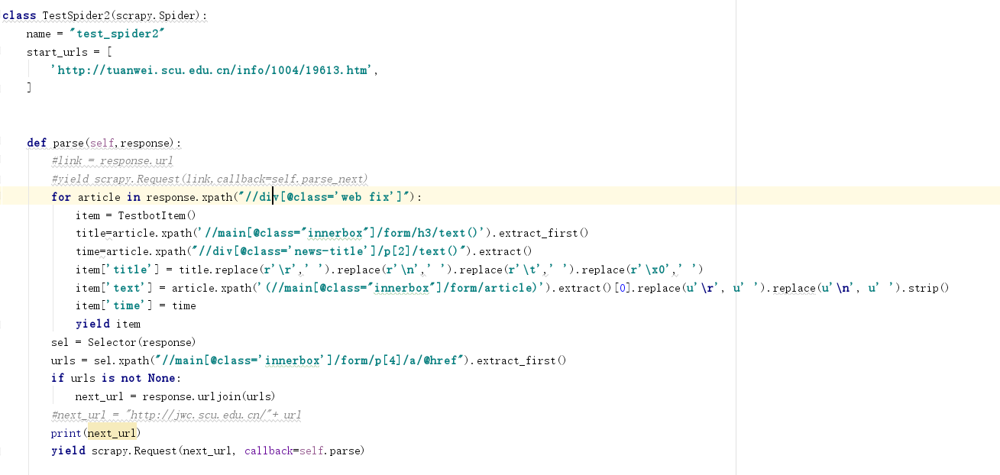 class TestSpider2(scrapy.Spider):
    name = "test_spider2"
    start_urls = [
        'http://tuanwei.scu.edu.cn/info/1004/19613.htm',
    ]
    def parse(self,response):
        #link = response.url
        #yield scrapy.Request(link,callback=self.parse_next)
        for article in response.xpath("//div[@class='web fix']"):
            item = TestbotItem()
            title=article.xpath('//main[@class="innerbox"]/form/h3/text()').extract_first()
            time=article.xpath("//div[@class='news-title']/p[2]/text()").extract()
            item['title'] = title.replace(r'\r',' ').replace(r'\n',' ').replace(r'\t',' ').replace(r'\x0',' ')
            item['text'] = article.xpath('(//main[@class="innerbox"]/form/article)').extract()[0].replace(u'\r', u' ').replace(u'\n', u' ').strip()
            item['time'] = time
            yield item
        sel = Selector(response)
        urls = sel.xpath("//main[@class='innerbox']/form/p[4]/a/@href").extract_first()
        if urls is not None:
            next_url = response.urljoin(urls)
        #next_url = "http://jwc.scu.edu.cn/"+ url
        print(next_url)
        yield scrapy.Request(next_url, callback=self.parse)